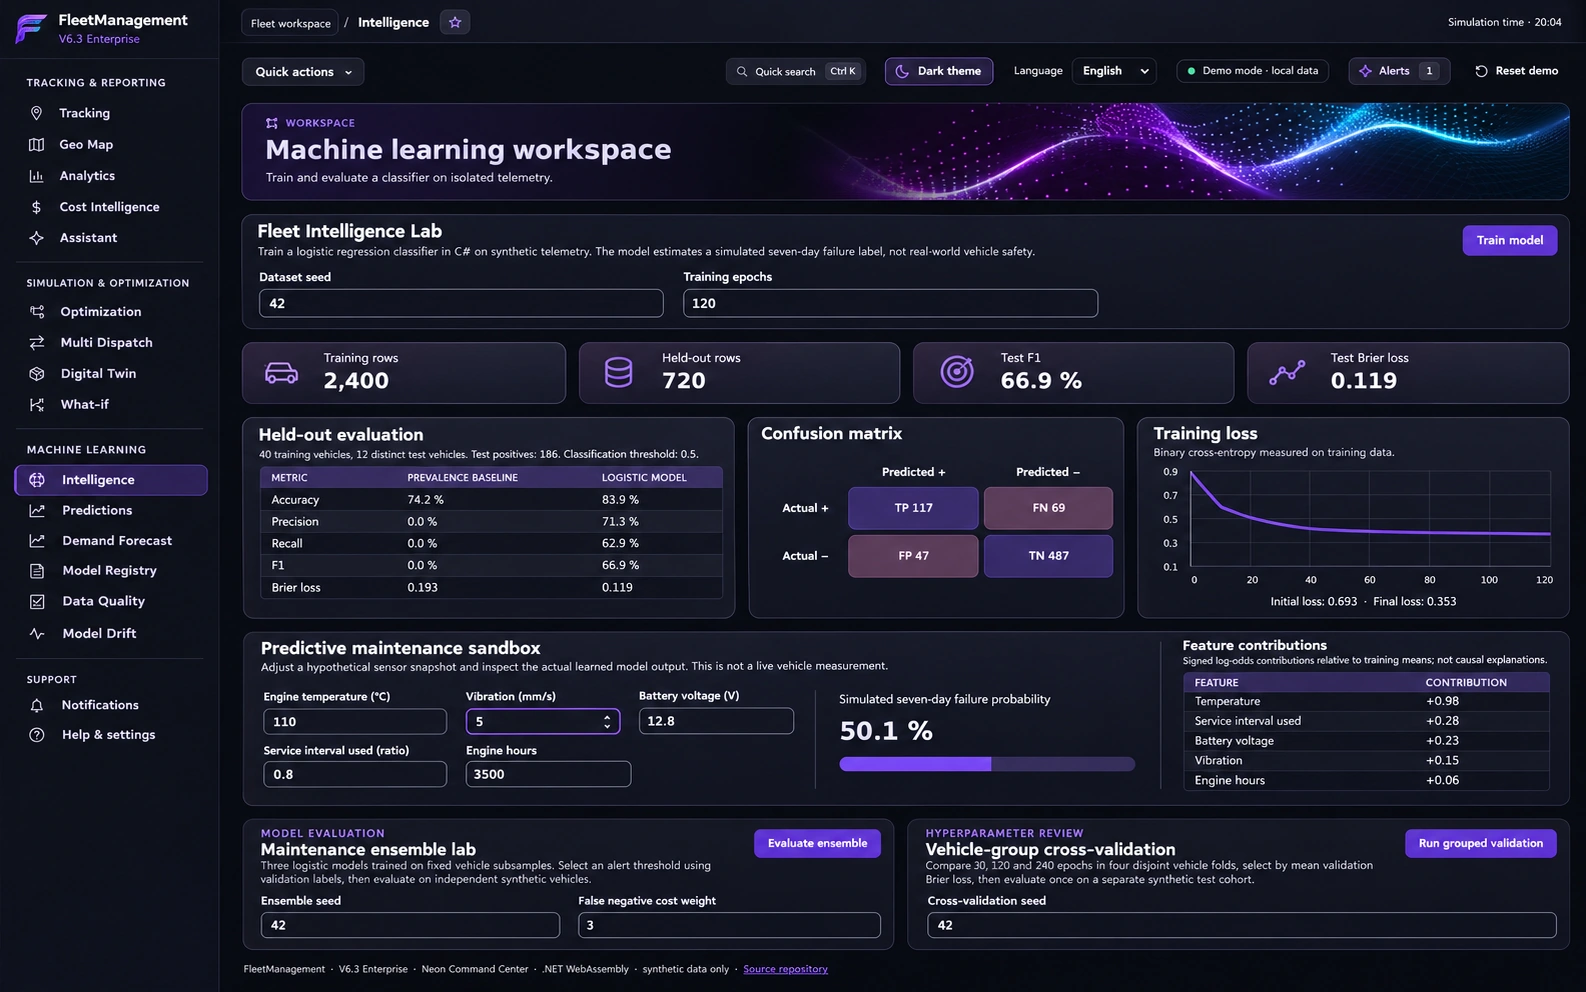 FleetManagement
V6.3 Enterprise
TRACKING & REPORTING
Tracking
Geo Map
Analytics
Cost Intelligence
Assistant
SIMULATION & OPTIMIZATION
Optimization
Multi Dispatch
Digital Twin
What-if
MACHINE LEARNING
Intelligence
Predictions
Demand Forecast
Model Registry
Data Quality
Model Drift
SUPPORT
Notifications
Help & settings
Fleet workspace / Intelligence
Simulation time · 20:04
Quick actions
Quick search Ctrl K
Dark theme
Language English
Demo mode · local data
Alerts 1
Reset demo
WORKSPACE
Machine learning workspace
Train and evaluate a classifier on isolated telemetry.
Fleet Intelligence Lab
Train a logistic regression classifier in C# on synthetic telemetry. The model estimates a simulated seven-day failure label, not real-world vehicle safety.
Train model
Dataset seed
42
Training epochs
120
Training rows
2,400
Held-out rows
720
Test F1
66.9 %
Test Brier loss
0.119
Held-out evaluation
40 training vehicles, 12 distinct test vehicles. Test positives: 186. Classification threshold: 0.5.
METRIC PREVALENCE BASELINE LOGISTIC MODEL
Accuracy 74.2 % 83.9 %
Precision 0.0 % 71.3 %
Recall 0.0 % 62.9 %
F1 0.0 % 66.9 %
Brier loss 0.193 0.119
Confusion matrix
Predicted + Predicted −
Actual + TP 117 FN 69
Actual − FP 47 TN 487
Training loss
Binary cross-entropy measured on training data.
0.9
0.7
0.5
0.3
0.1
0 20 40 60 80 100 120
Initial loss: 0.693 · Final loss: 0.353
Predictive maintenance sandbox
Adjust a hypothetical sensor snapshot and inspect the actual learned model output. This is not a live vehicle measurement.
Engine temperature (°C)
110
Vibration (mm/s)
5
Battery voltage (V)
12.8
Service interval used (ratio)
0.8
Engine hours
3500
Simulated seven-day failure probability
50.1 %
Feature contributions
Signed log-odds contributions relative to training means; not causal explanations.
FEATURE CONTRIBUTION
Temperature +0.98
Service interval used +0.28
Battery voltage +0.23
Vibration +0.15
Engine hours +0.06
MODEL EVALUATION
Maintenance ensemble lab
Three logistic models trained on fixed vehicle subsamples. Select an alert threshold using
validation labels, then evaluate on independent synthetic vehicles.
Evaluate ensemble
Ensemble seed
42
False negative cost weight
3
HYPERPARAMETER REVIEW
Vehicle-group cross-validation
Compare 30, 120 and 240 epochs in four disjoint vehicle folds, select by mean validation
Brier loss, then evaluate once on a separate synthetic test cohort.
Run grouped validation
Cross-validation seed
42
FleetManagement · V6.3 Enterprise · Neon Command Center · .NET WebAssembly · synthetic data only · Source repository